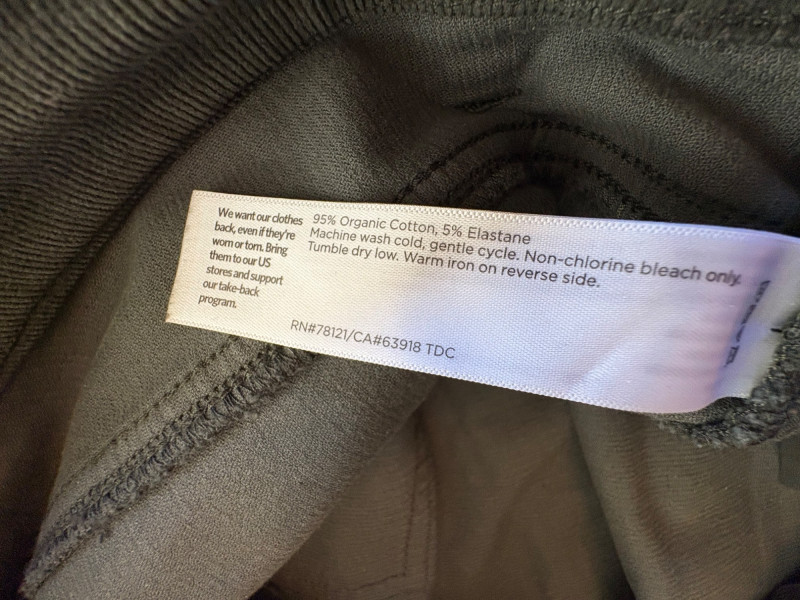 We want our clothes
back, even if they're
worn or torn. Bring
them to our US
stores and support
our take-back
program.
95% Organic Cotton, 5% Elastane
Machine wash cold, gentle cycle. Non-chlorine bleach only.
Tumble dry low. Warm iron on reverse side.
RN#78121/CA#63918 TDC